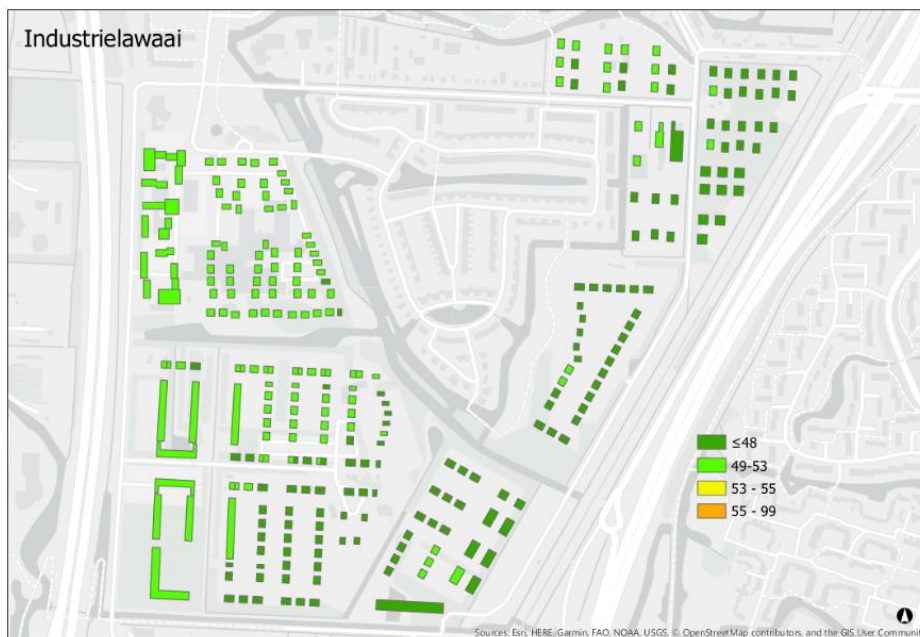 Industrielawaai
≤48
49-53
53 - 55
55 - 99
Sources: Esri, HERE, Garmin, FAO, NOAA, USGS, © OpenStreetMap contributors, and the GIS User Communit